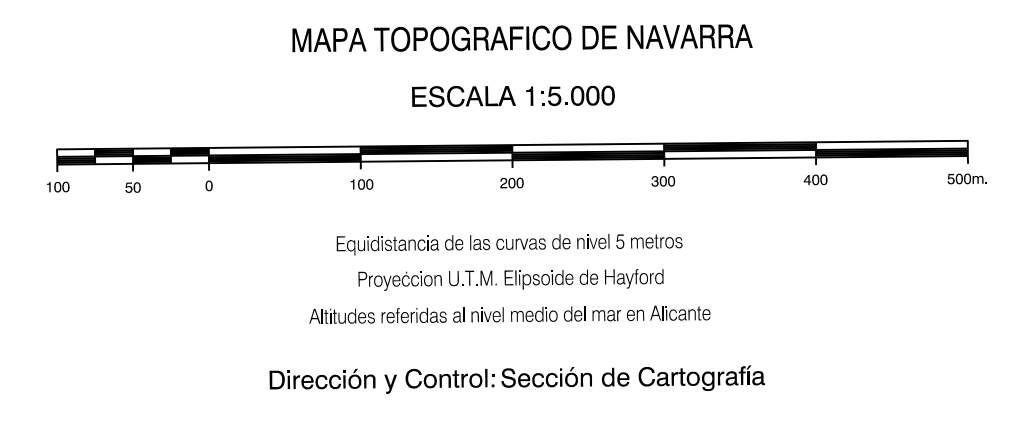 MAPA TOPOGRAFICO DE NAVARRA
ESCALA 1:5.000
100 50 0 100 200 300 400 500m.
Equidistancia de las curvas de nivel 5 metros
Proyeccion U.T.M. Elipsoide de Hayford
Altitudes referidas al nivel medio del mar en Alicante
Dirección y Control: Sección de Cartografía